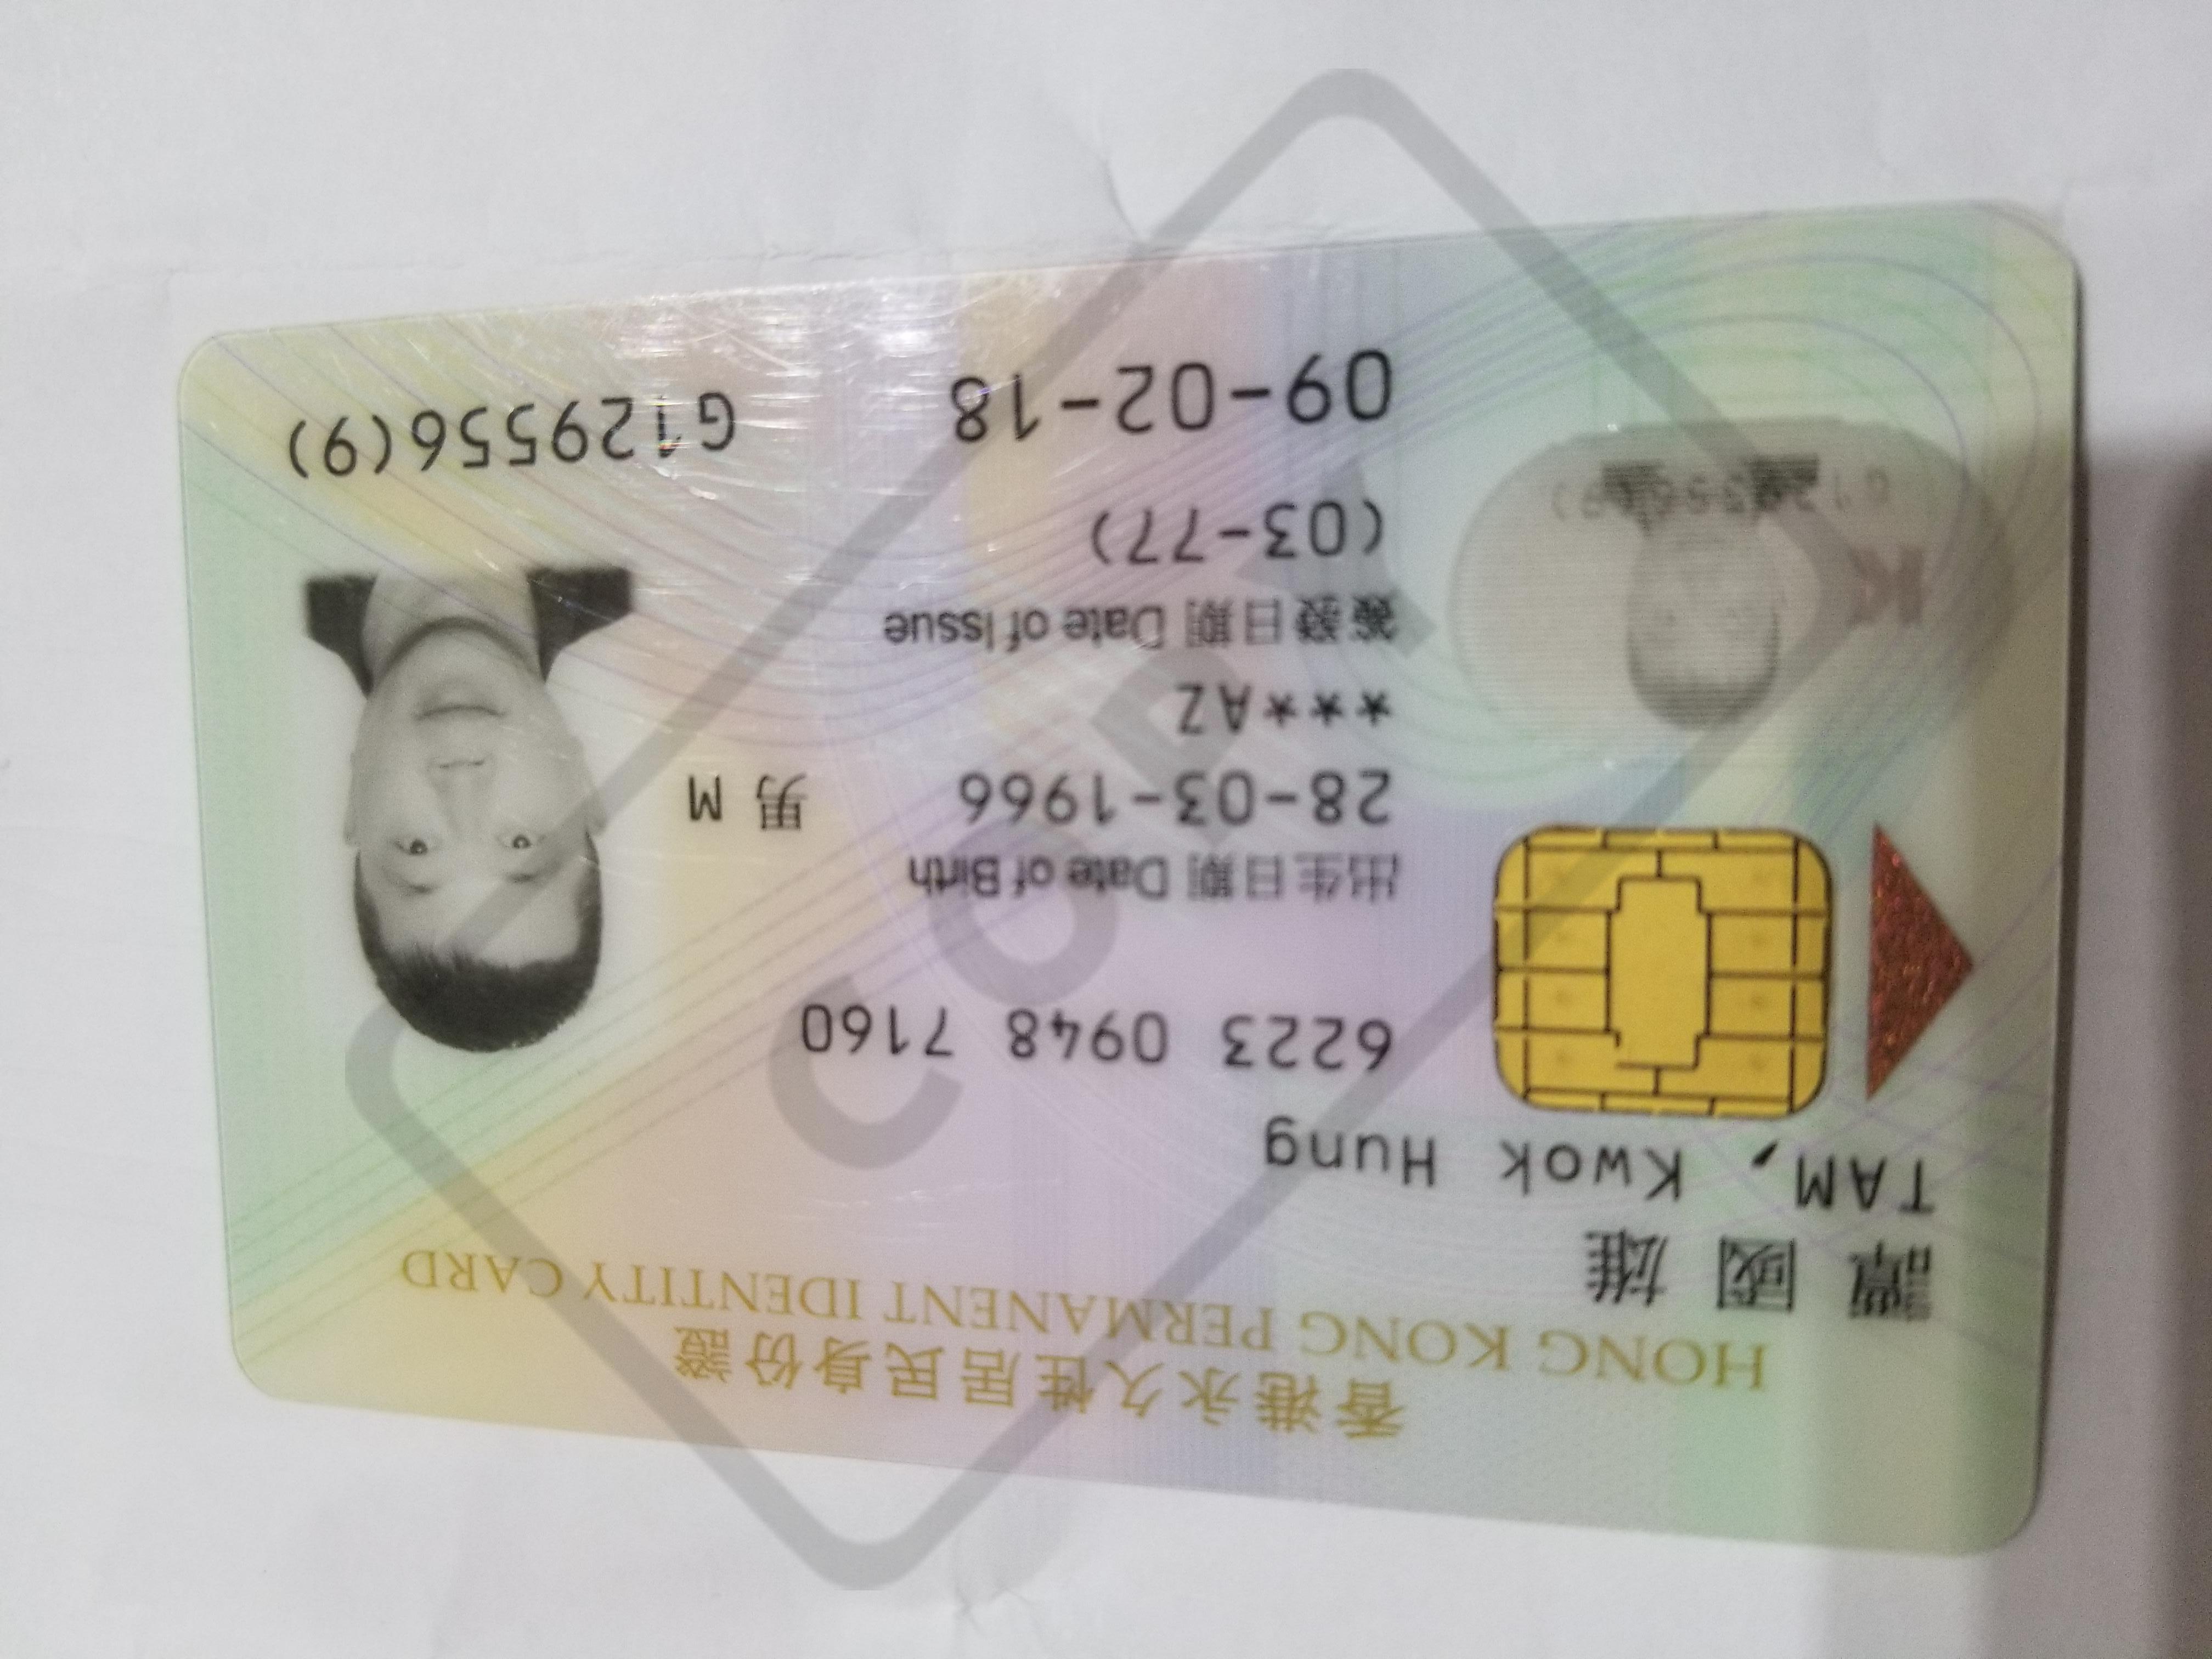 香港永久性居民身份證
HONG KONG PERMANENT IDENTITY CARD
譚國雄
TAM, Kwok Hung
6223 0948 7160
出生日期 Date of Birth
28-03-1966 男 M
***AZ
簽發日期 Date of Issue
(03-77)
09-02-18
G129556(9)
COPY